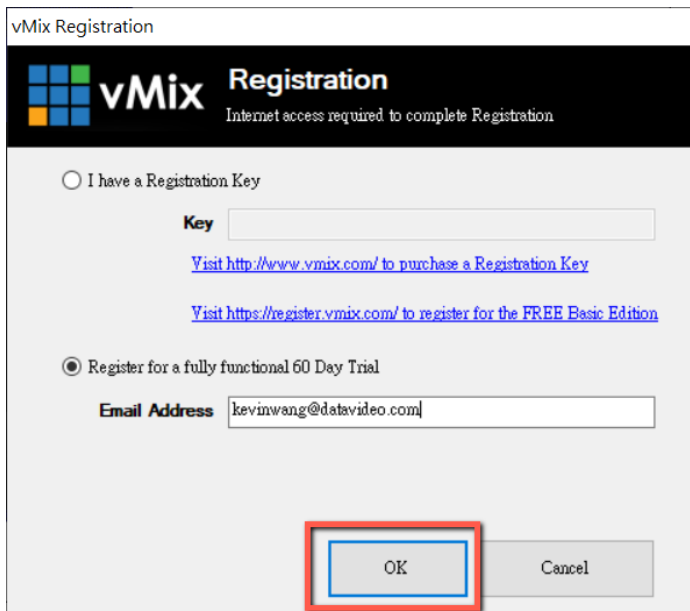 vMix Registration
vMix
Registration
Internet access required to complete Registration
I have a Registration Key
Key
Visit http://www.vmix.com/ to purchase a Registration Key
Visit https://register.vmix.com/ to register for the FREE Basic Edition
Register for a fully functional 60 Day Trial
Email Address kevinwang@datavideo.com
OK Cancel